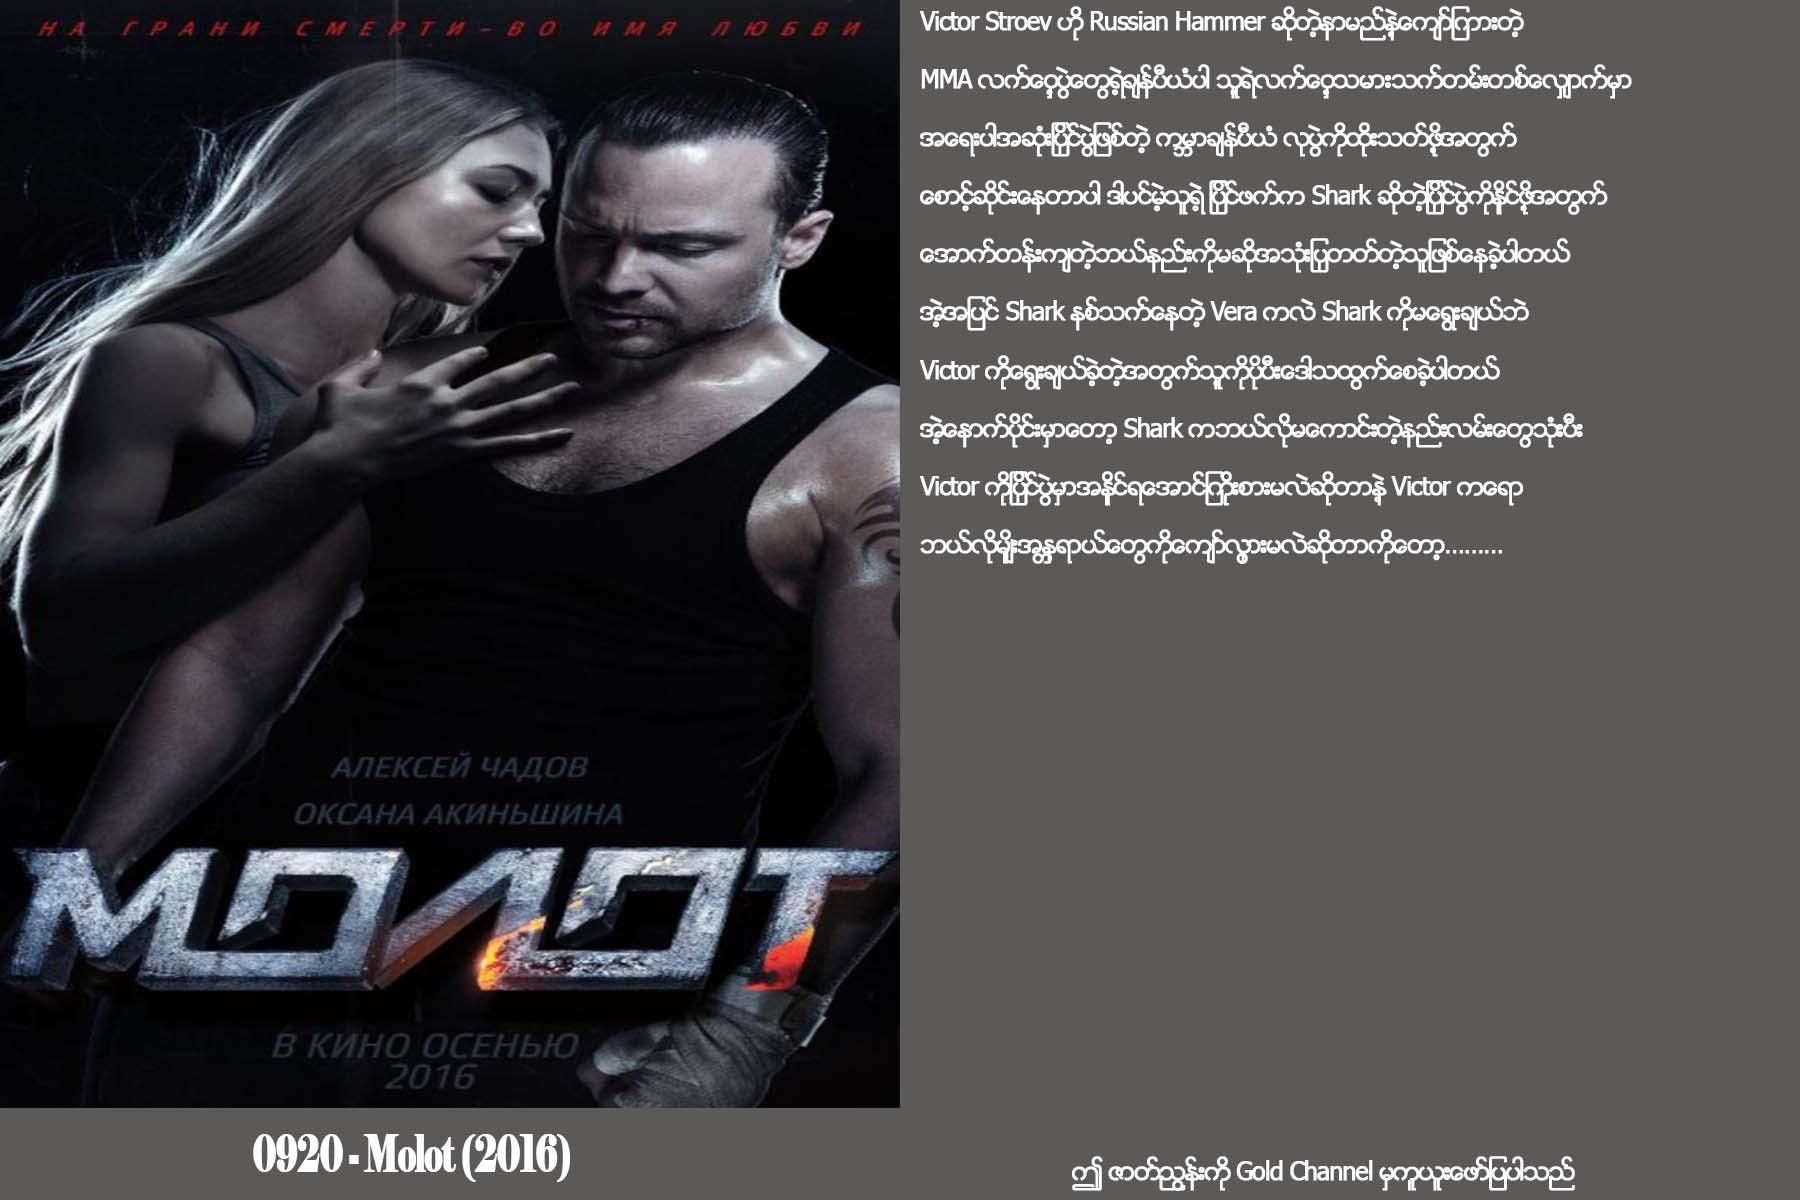 НА ГРАНИ СМЕРТИ-ВО ИМЯ ЛЮБВИ
АЛЕКСЕЙ ЧАДОВ
ОКСАНА АКИНЬШИНА
МОЛОТ
В КИНО ОСЕНЬЮ
2016
0920 - Molot (2016)
Victor Stroev ဟို Russian Hammer ဆိုတဲ့နာမည်နဲ့ကျော်ကြားတဲ့
MMA လက်ဝှေ့ပွဲတွေရဲ့ချန်ပီယံပါ သူရဲလက်ဝှေ့သမားသက်တမ်းတစ်လျှောက်မှာ
အရေးပါအဆုံးပြိုင်ပွဲဖြစ်တဲ့ ကမ္ဘာချန်ပီယံ လုပွဲကိုထိုးသတ်ဖို့အတွက်
စောင့်ဆိုင်းနေတာပါ ဒါပင်မဲ့သူရဲ့ပြိုင်ဖက်က Shark ဆိုတဲ့ပြိုင်ပွဲကိုနိုင်ဖို့အတွက်
အောက်တန်းကျတဲ့ဘယ်နည်းကိုမဆိုအသုံးပြုတတ်တဲ့သူဖြစ်နေခဲ့ပါတယ်
အဲ့အပြင် Shark နစ်သက်နေတဲ့ Vera ကလဲ Shark ကိုမရွေးချယ်ဘဲ
Victor ကိုရွေးချယ်ခဲ့တဲ့အတွက်သူ့ကိုပိုပီးဒေါသထွက်စေခဲ့ပါတယ်
အဲ့နောက်ပိုင်းမှာတော့ Shark ကဘယ်လိုမကောင်းတဲ့နည်းလမ်းတွေသုံးပီး
Victor ကိုပြိုင်ပွဲမှာအနိုင်ရအောင်ကြိုးစားမလဲဆိုတာနဲ့ Victor ကရော
ဘယ်လိုမျိုးအန္တရာယ်တွေကိုကျော်လွှားမလဲဆိုတာကိုတော့.........
ဤ ဇာတ်ညွှန်းကို Gold Channel မှကူယူးဖော်ပြပါသည်